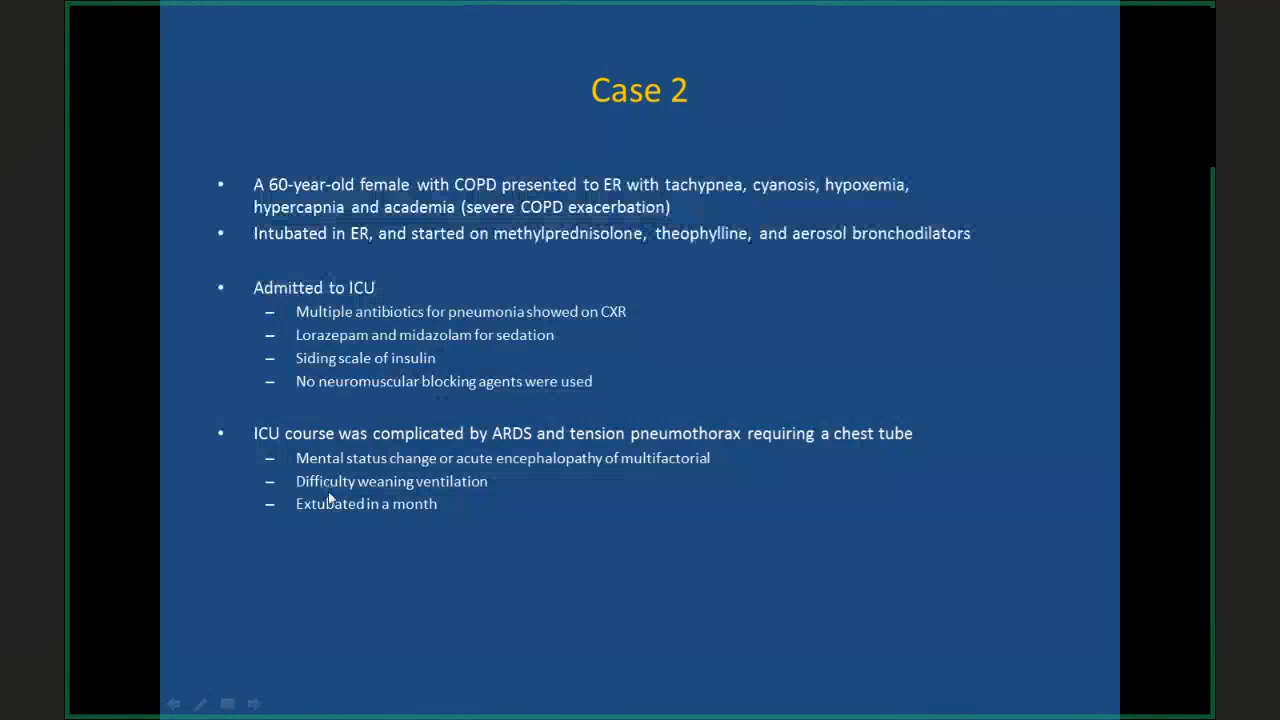 Case 2
• A 60-year-old female with COPD presented to ER with tachypnea, cyanosis, hypoxemia,
hypercapnia and academia (severe COPD exacerbation)
• Intubated in ER, and started on methylprednisolone, theophylline, and aerosol bronchodilators
• Admitted to ICU
– Multiple antibiotics for pneumonia showed on CXR
– Lorazepam and midazolam for sedation
– Siding scale of insulin
– No neuromuscular blocking agents were used
• ICU course was complicated by ARDS and tension pneumothorax requiring a chest tube
– Mental status change or acute encephalopathy of multifactorial
– Difficulty weaning ventilation
– Extubated in a month